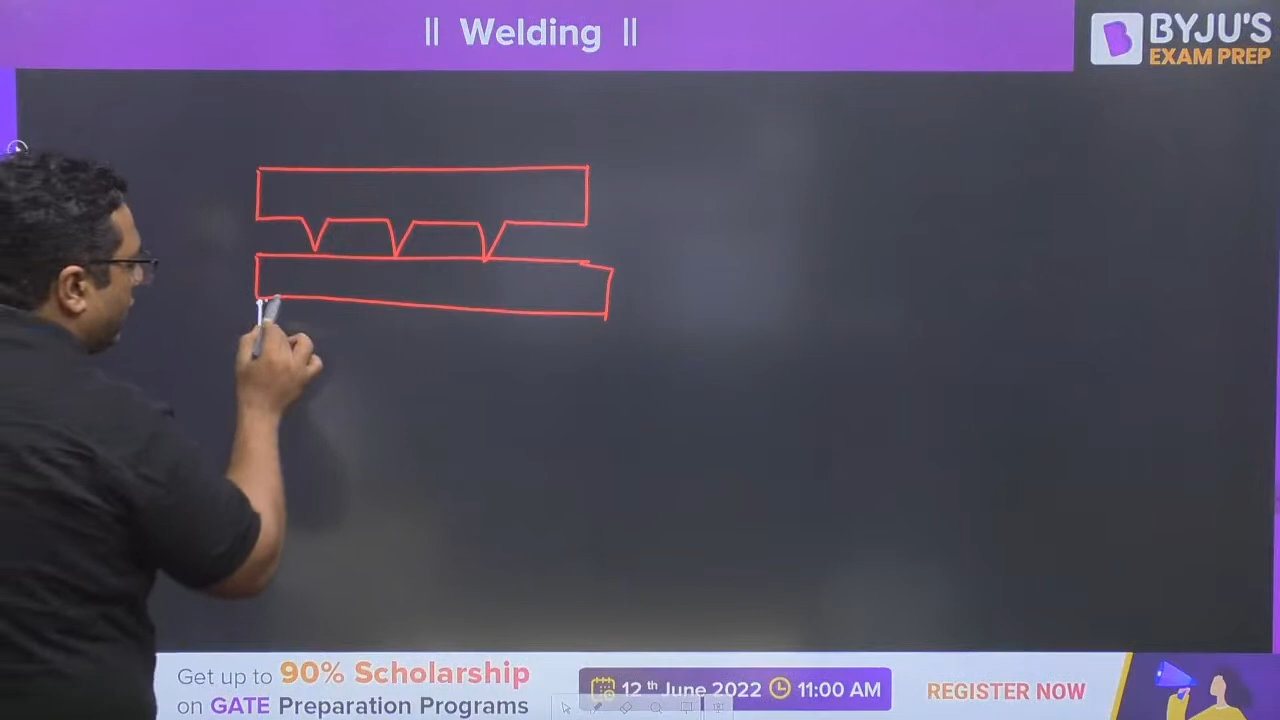 || Welding ||
BYJU'S
EXAM PREP
Get up to 90% Scholarship
on GATE Preparation Programs
12 th June 2022 11:00 AM
REGISTER NOW